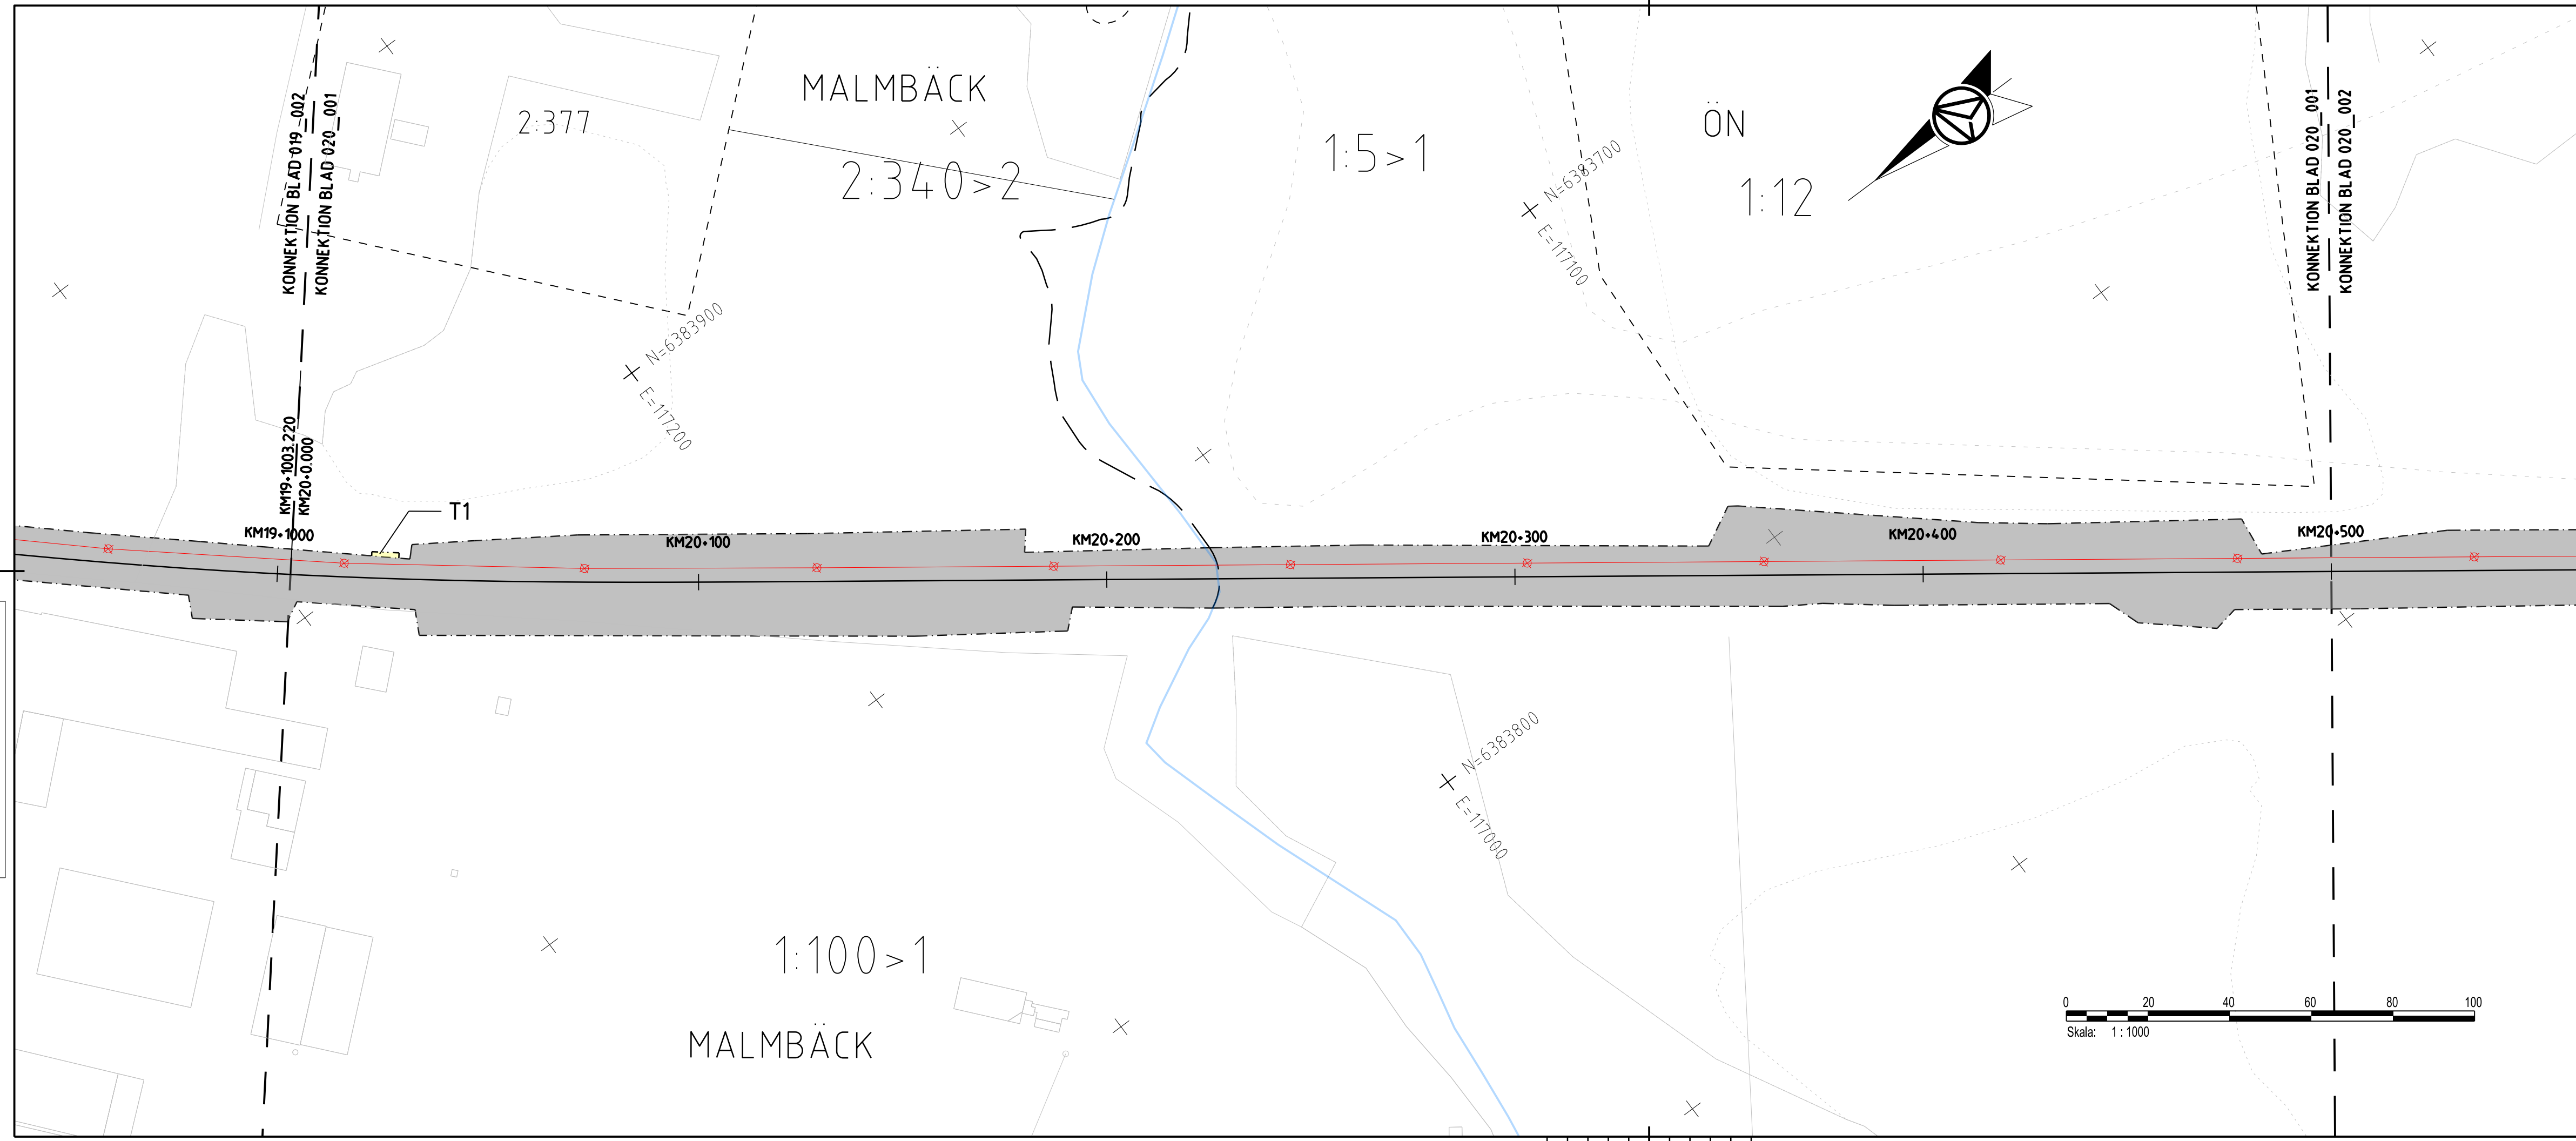 KONNEKTION BLAD 019_002
KONNEKTION BLAD 020_001
2:377
MALMBÄCK
2:340>2
1:5>1
ÖN
1:12
N=6383700
E=117100
KONNEKTION BLAD 020_001
KONNEKTION BLAD 020_002
N=6383900
E=117200
KM19+1003.220
KM20+0.000
T1
KM19+1000
KM20+100
KM20+200
KM20+300
KM20+400
KM20+500
N=6383800
E=117000
1:100>1
MALMBÄCK
0 20 40 60 80 100
Skala: 1 : 1000